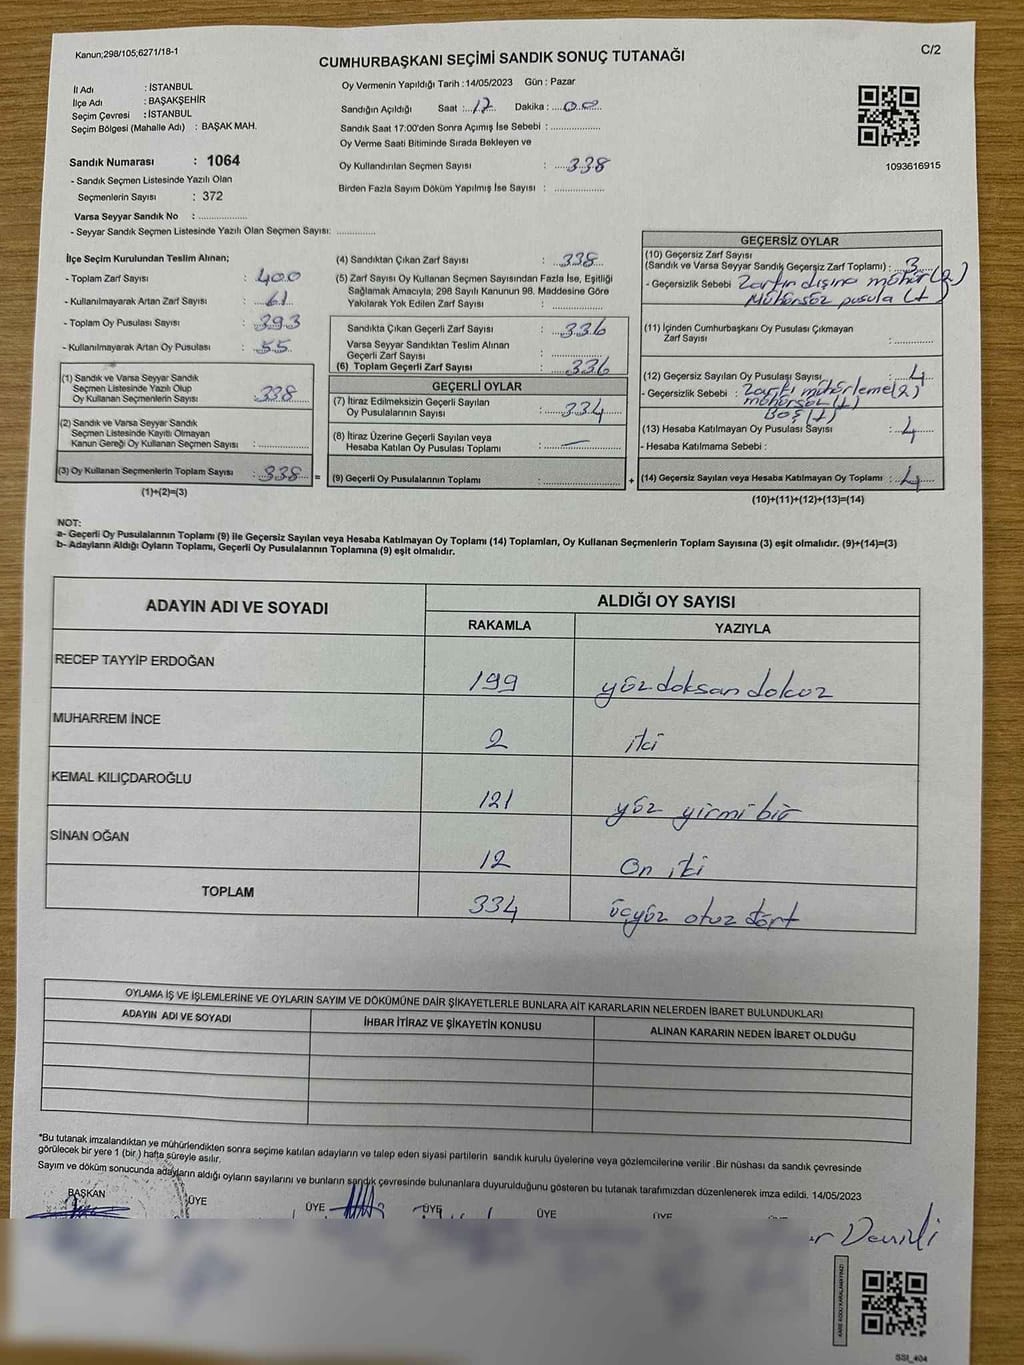 Kanun;298/105;6271/18-1
CUMHURBAŞKANI SEÇİMİ SANDIK SONUÇ TUTANAĞI
C/2
İl Adı : İSTANBUL
İlçe Adı : BAŞAKŞEHİR
Seçim Çevresi : İSTANBUL
Seçim Bölgesi (Mahalle Adı) : BAŞAK MAH.
Oy Vermenin Yapıldığı Tarih :14/05/2023 Gün : Pazar
Sandığın Açıldığı Saat :...17... Dakika :....00
Sandık Saat 17:00'den Sonra Açımış İse Sebebi :...................
Oy Verme Saati Bitiminde Sırada Bekleyen ve
Oy Kullandırılan Seçmen Sayısı : ....338
Birden Fazla Sayım Döküm Yapılmış İse Sayısı : ...................
1093616915
Sandık Numarası : 1064
- Sandık Seçmen Listesinde Yazılı Olan
Seçmenlerin Sayısı : 372
Varsa Seyyar Sandık No : ...................
- Seyyar Sandık Seçmen Listesinde Yazılı Olan Seçmen Sayısı: ...............
İlçe Seçim Kurulundan Teslim Alınan;
- Toplam Zarf Sayısı : 400
- Kullanılmayarak Artan Zarf Sayısı : 61
- Toplam Oy Pusulası Sayısı : 393
- Kullanılmayarak Artan Oy Pusulası : 55
(1) Sandık ve Varsa Seyyar Sandık
Seçmen Listesinde Yazılı Olup
Oy Kullanan Seçmenlerin Sayısı : 338
(2) Sandık ve Varsa Seyyar Sandık
Seçmen Listesinde Kayıtlı Olmayan
Kanun Gereği Oy Kullanan Seçmen Sayısı : ...............
(3) Oy Kullanan Seçmenlerin Toplam Sayısı : 338
(1)+(2)=(3)
(4) Sandıktan Çıkan Zarf Sayısı : 338
(5) Zarf Sayısı Oy Kullanan Seçmen Sayısından Fazla İse, Eşitliği
Sağlamak Amacıyla; 298 Sayılı Kanunun 98. Maddesine Göre
Yakılarak Yok Edilen Zarf Sayısı : ...............
Sandıkta Çıkan Geçerli Zarf Sayısı : 336
Varsa Seyyar Sandıktan Teslim Alınan
Geçerli Zarf Sayısı : ...............
(6) Toplam Geçerli Zarf Sayısı : 336
GEÇERLİ OYLAR
(7) İtiraz Edilmeksizin Geçerli Sayılan
Oy Pusulalarının Sayısı : 334
(8) İtiraz Üzerine Geçerli Sayılan veya
Hesaba Katılan Oy Pusulası Toplamı : —
(9) Geçerli Oy Pusulalarının Toplamı : ...............
=
+
GEÇERSİZ OYLAR
(10) Geçersiz Zarf Sayısı
(Sandık ve Varsa Seyyar Sandık Geçersiz Zarf Toplamı) : 3
- Geçersizlik Sebebi Zarfın dışına mühür (2)
Mühürsüz pusula (1)
(11) İçinden Cumhurbaşkanı Oy Pusulası Çıkmayan
Zarf Sayısı : ...............
(12) Geçersiz Sayılan Oy Pusulası Sayısı : 4
- Geçersizlik Sebebi : Zarfı mühürleme(2)
mühürsüz (1)
Boş (1)
(13) Hesaba Katılmayan Oy Pusulası Sayısı : 4
- Hesaba Katılmama Sebebi :
(14) Geçersiz Sayılan veya Hesaba Katılmayan Oy Toplamı : 4
(10)+(11)+(12)+(13)=(14)
NOT:
a- Geçerli Oy Pusulalarının Toplamı (9) ile Geçersiz Sayılan veya Hesaba Katılmayan Oy Toplamı (14) Toplamları, Oy Kullanan Seçmenlerin Toplam Sayısına (3) eşit olmalıdır. (9)+(14)=(3)
b- Adayların Aldığı Oyların Toplamı, Geçerli Oy Pusulalarının Toplamına (9) eşit olmalıdır.
ADAYIN ADI VE SOYADI
ALDIĞI OY SAYISI
RAKAMLA YAZIYLA
RECEP TAYYİP ERDOĞAN 199 yüz doksan dokuz
MUHARREM İNCE 2 iki
KEMAL KILIÇDAROĞLU 121 yüz yirmi bir
SİNAN OĞAN 12 On iki
TOPLAM 334 üçyüz otuz dört
OYLAMA İŞ VE İŞLEMLERİNE VE OYLARIN SAYIM VE DÖKÜMÜNE DAİR ŞİKAYETLERLE BUNLARA AİT KARARLARIN NELERDEN İBARET BULUNDUKLARI
ADAYIN ADI VE SOYADI İHBAR İTİRAZ VE ŞİKAYETİN KONUSU ALINAN KARARIN NEDEN İBARET OLDUĞU
*Bu tutanak imzalandıktan ve mühürlendikten sonra seçime katılan adayların ve talep eden siyasi partilerin sandık kurulu üyelerine veya gözlemcilerine verilir .Bir nüshası da sandık çevresinde
görülecek bir yere 1 (bir ) hafta süreyle asılır.
Sayım ve döküm sonucunda adayların aldığı oyların sayılarını ve bunların sandık çevresinde bulunanlara duyurulduğunu gösteren bu tutanak tarafımızdan düzenlenerek imza edildi. 14/05/2023
BAŞKAN ÜYE ÜYE ÜYE ÜYE ÜYE
SSI_404